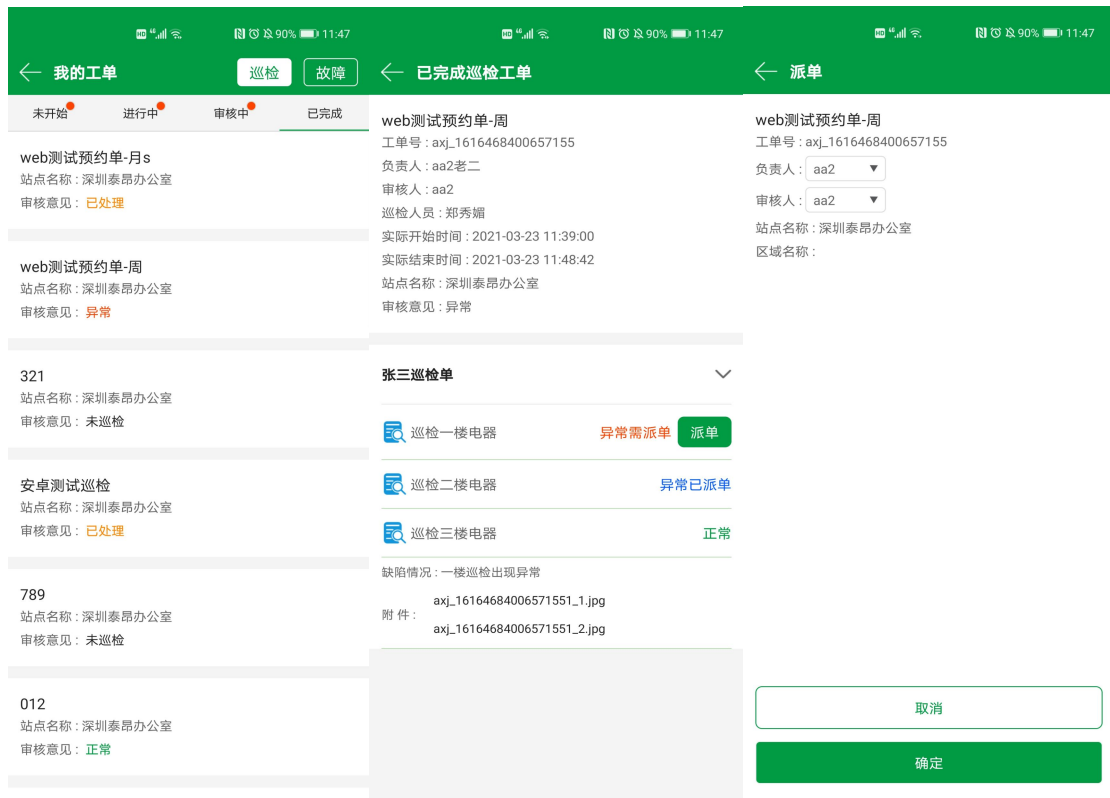 HD 46 90% 11:47
我的工单 巡检 故障
未开始 进行中 审核中 已完成
web测试预约单-月s
站点名称 : 深圳泰昂办公室
审核意见 : 已处理
web测试预约单-周
站点名称 : 深圳泰昂办公室
审核意见 : 异常
321
站点名称 : 深圳泰昂办公室
审核意见 : 未巡检
安卓测试巡检
站点名称 : 深圳泰昂办公室
审核意见 : 已处理
789
站点名称 : 深圳泰昂办公室
审核意见 : 未巡检
012
站点名称 : 深圳泰昂办公室
审核意见 : 正常
HD 46 90% 11:47
已完成巡检工单
web测试预约单-周
工单号 : axj_1616468400657155
负责人 : aa2老二
审核人 : aa2
巡检人员 : 郑秀媚
实际开始时间 : 2021-03-23 11:39:00
实际结束时间 : 2021-03-23 11:48:42
站点名称 : 深圳泰昂办公室
审核意见 : 异常
张三巡检单
巡检一楼电器 异常需派单 派单
巡检二楼电器 异常已派单
巡检三楼电器 正常
缺陷情况 : 一楼巡检出现异常
附 件 :
axj_16164684006571551_1.jpg
axj_16164684006571551_2.jpg
HD 46 90% 11:47
派单
web测试预约单-周
工单号 : axj_1616468400657155
负责人 : aa2
审核人 : aa2
站点名称 : 深圳泰昂办公室
区域名称 :
取消
确定